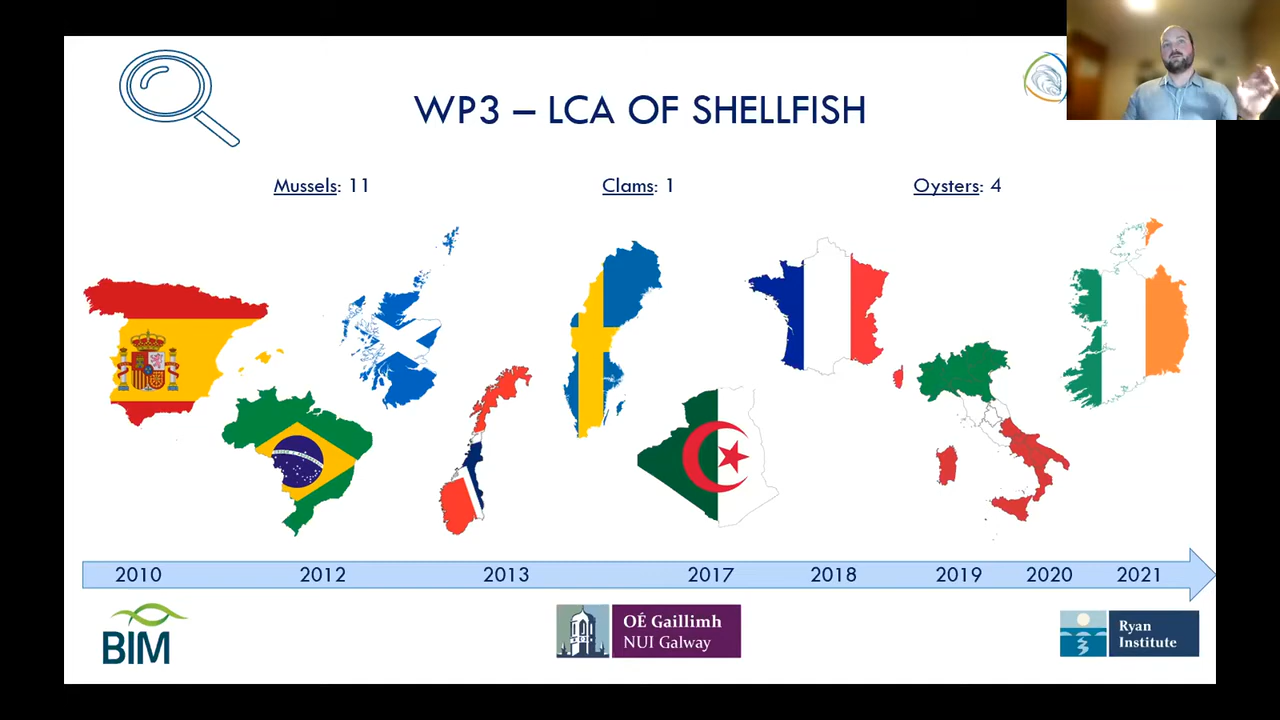 WP3 – LCA OF SHELLFISH
Mussels: 11
Clams: 1
Oysters: 4
2010
2012
2013
2017
2018
2019
2020
2021
BIM
OÉ Gaillimh
NUI Galway
Ryan
Institute